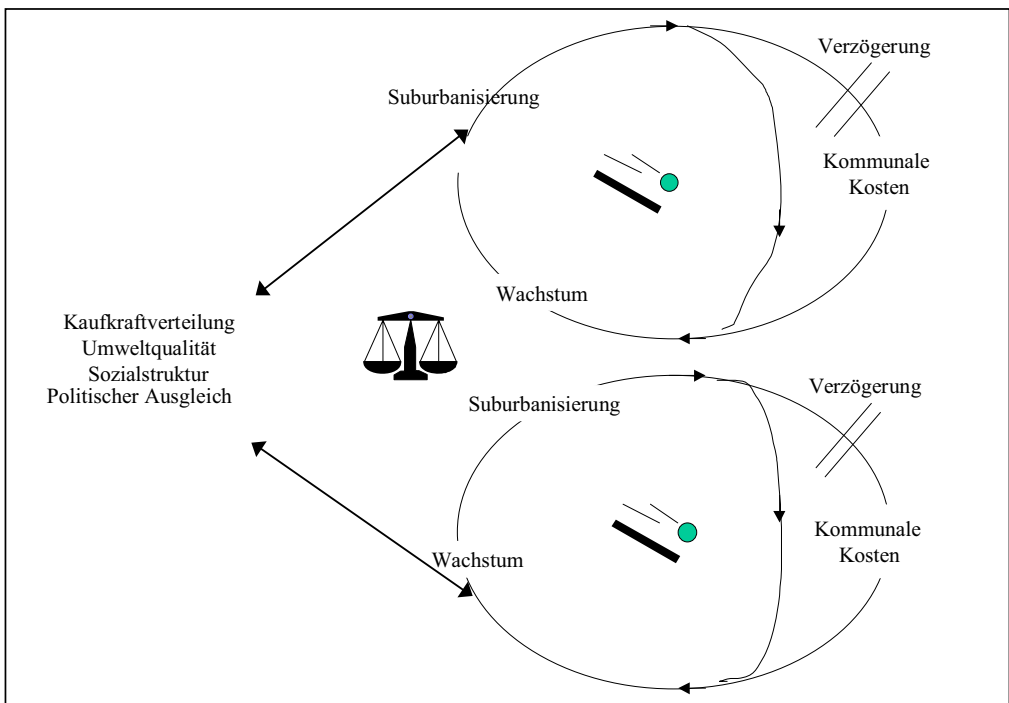 Verzögerung
Suburbanisierung
Kommunale
Kosten
Wachstum
Kaufkraftverteilung
Umweltqualität
Sozialstruktur
Politischer Ausgleich
Verzögerung
Suburbanisierung
Kommunale
Kosten
Wachstum